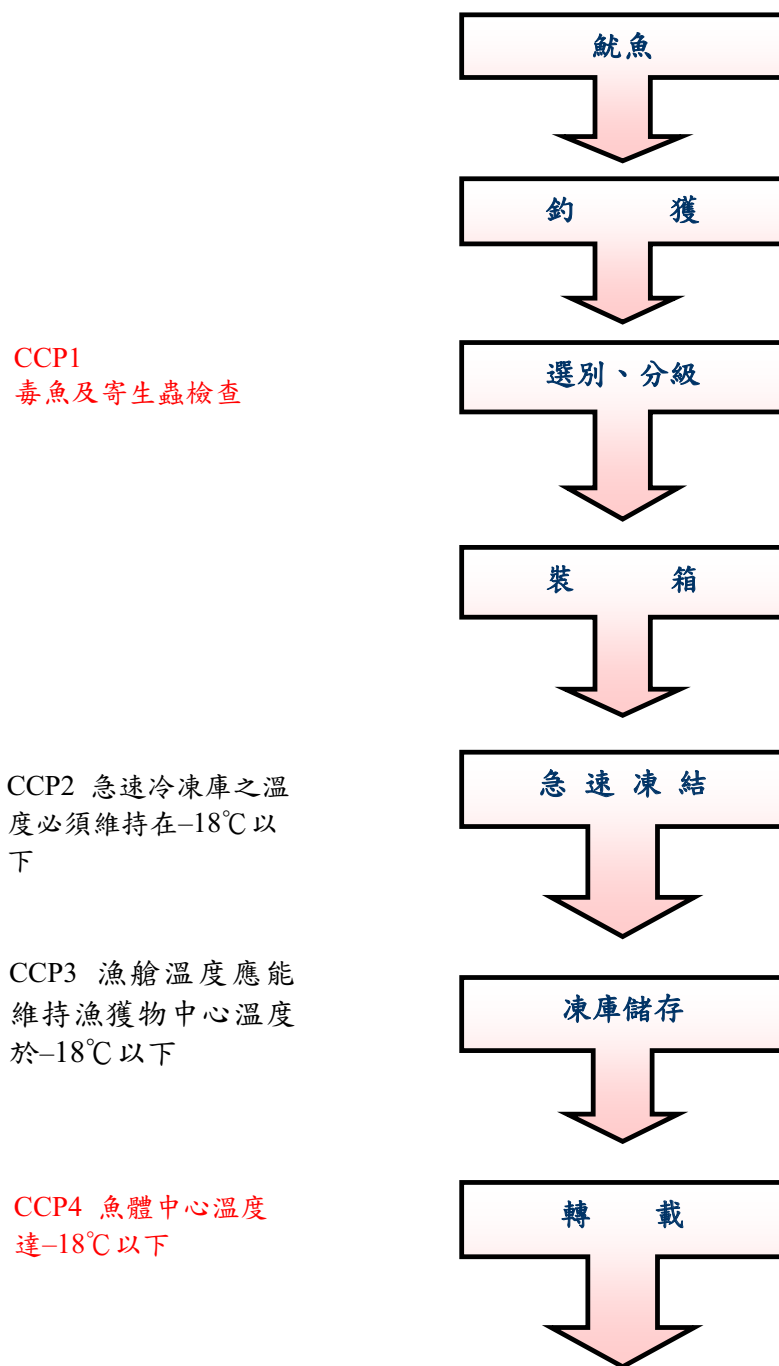 魷魚
釣 獲
CCP1
毒魚及寄生蟲檢查
選別、分級
裝 箱
CCP2 急速冷凍庫之溫
度必須維持在–18℃以
下
急 速 凍 結
CCP3 漁艙溫度應能
維持漁獲物中心溫度
於–18℃以下
凍庫儲存
CCP4 魚體中心溫度
達–18℃以下
轉 載